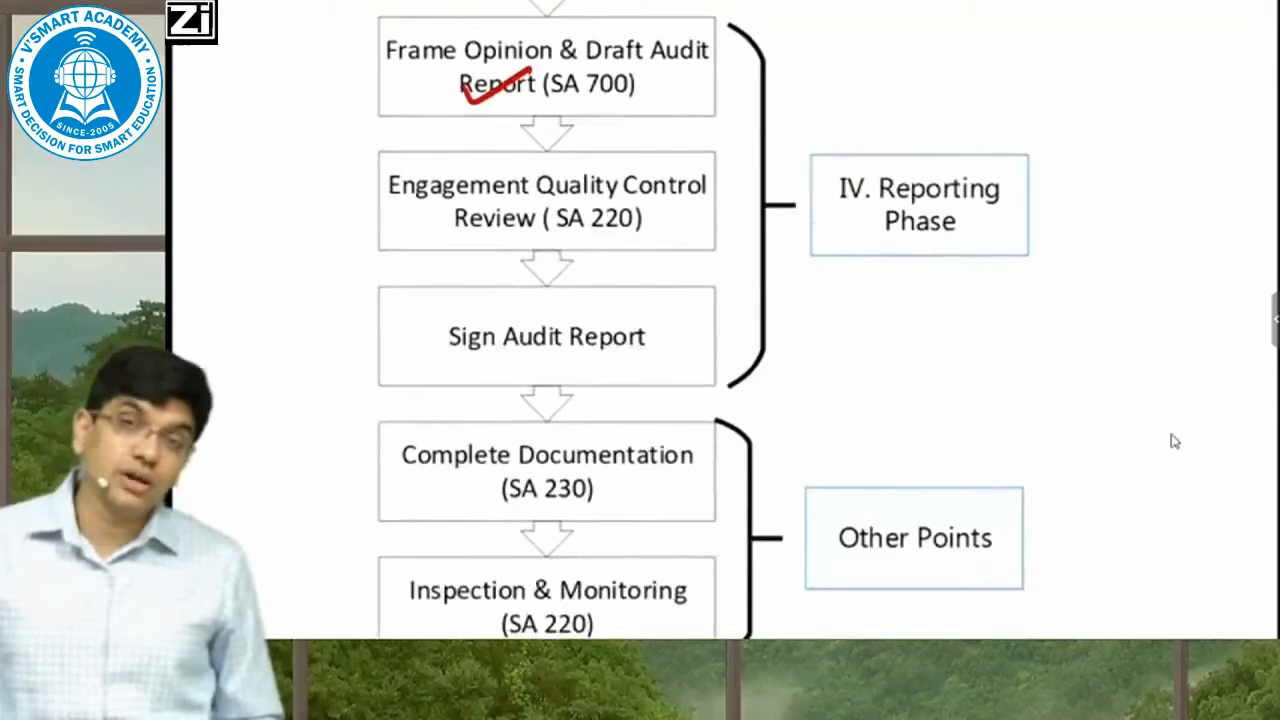 V'SMART ACADEMY
SINCE-2005
SMART DECISION FOR SMART EDUCATION
Zi
Frame Opinion & Draft Audit
Report (SA 700)
Engagement Quality Control
Review ( SA 220)
IV. Reporting
Phase
Sign Audit Report
Complete Documentation
(SA 230)
Other Points
Inspection & Monitoring
(SA 220)